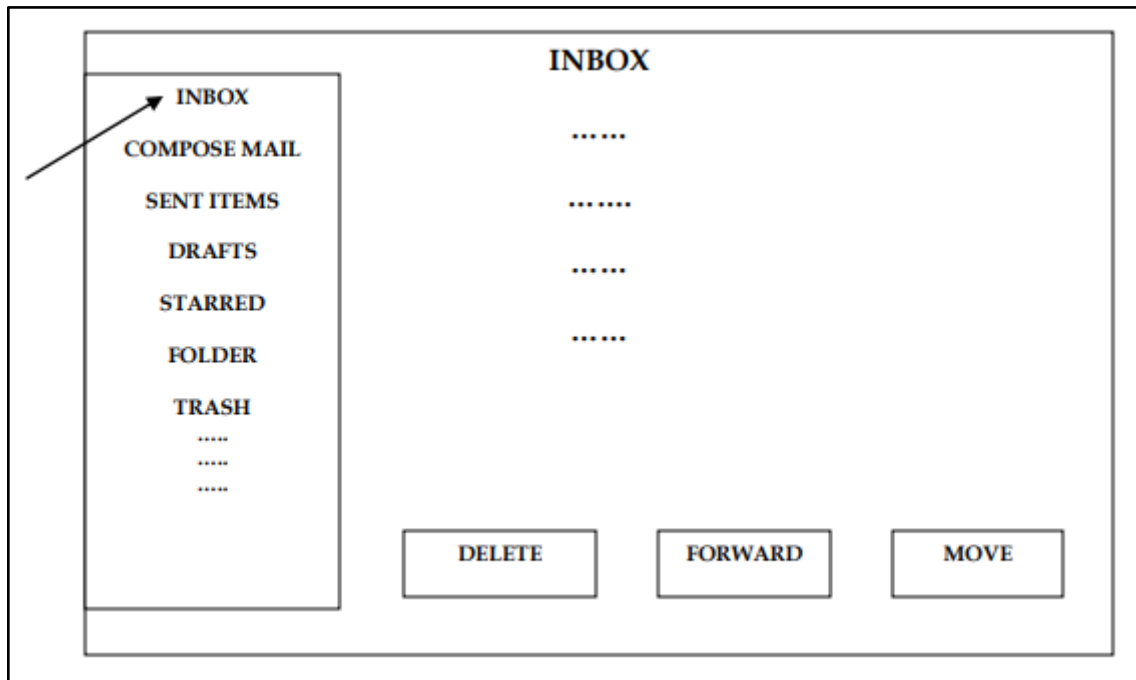 INBOX
INBOX
COMPOSE MAIL
SENT ITEMS
DRAFTS
STARRED
FOLDER
TRASH
.....
.....
.....
......
.......
......
......
DELETE
FORWARD
MOVE